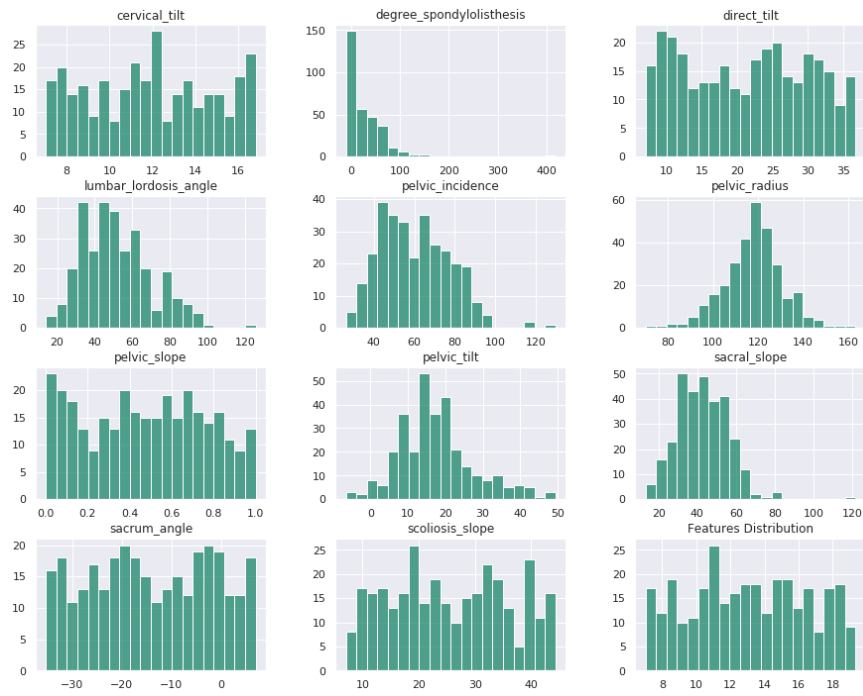 cervical_tilt degree_spondylolisthesis direct_tilt
25 20 15 10 5 0
150 100 50 0
20 15 10 5 0
8 10 12 14 16
0 100 200 300 400
10 15 20 25 30 35
lumbar_lordosis_angle pelvic_incidence pelvic_radius
40 30 20 10 0
40 30 20 10 0
60 40 20 0
20 40 60 80 100 120
40 60 80 100 120
80 100 120 140 160
pelvic_slope pelvic_tilt sacral_slope
20 15 10 5 0
50 40 30 20 10 0
50 40 30 20 10 0
0.0 0.2 0.4 0.6 0.8 1.0
0 10 20 30 40 50
20 40 60 80 100 120
sacrum_angle scoliosis_slope Features Distribution
20 15 10 5 0
25 20 15 10 5 0
25 20 15 10 5 0
−30 −20 −10 0
10 20 30 40
8 10 12 14 16 18